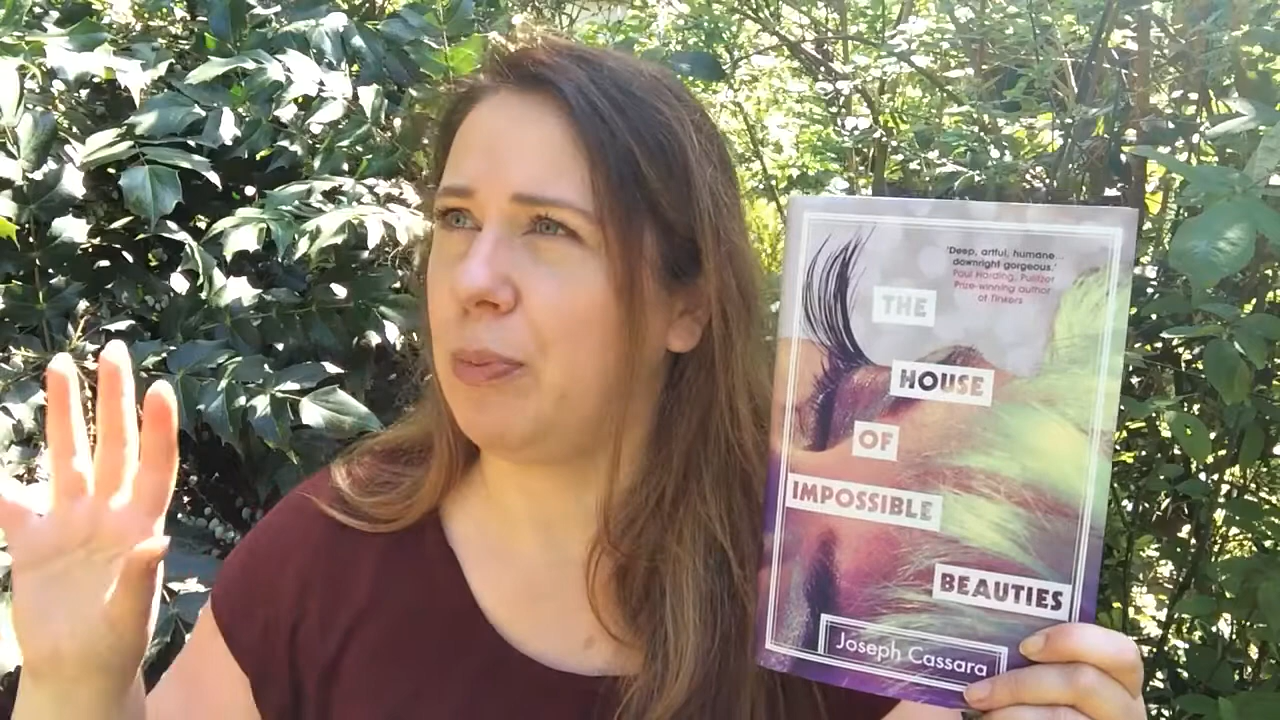 'Deep, artful, humane...
downright gorgeous.'
Paul Harding, Pulitzer
Prize-winning author
of Tinkers
THE
HOUSE
OF
IMPOSSIBLE
BEAUTIES
Joseph Cassara